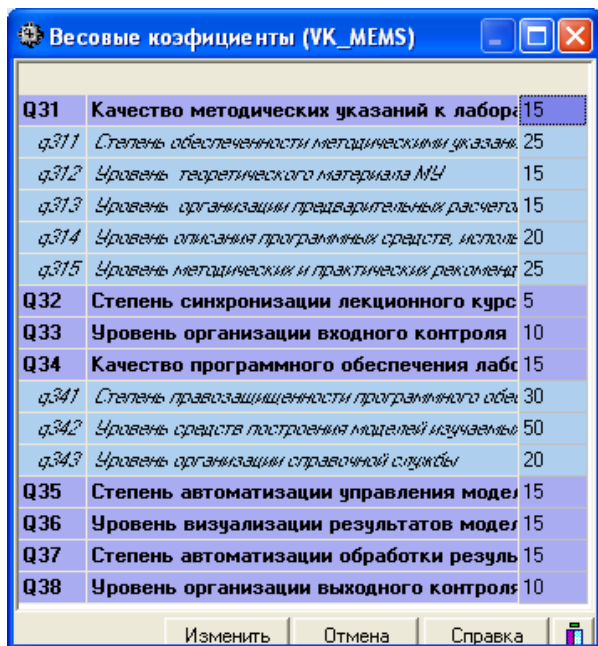 Весовые коэфициенты (VK_MEMS)
Q31 Качество методических указаний к лабора 15
q311 Степень обеспеченности методическими указани 25
q312 Уровень теоретического материала МУ 15
q313 Уровень организации предварительных расчето 15
q314 Уровень описания программных средств, исполь 20
q315 Уровень методических и практических рекоменд 25
Q32 Степень синхронизации лекционного курс 5
Q33 Уровень организации входного контроля 10
Q34 Качество программного обеспечения лабо 15
q341 Степень правозащищенности программного обес 30
q342 Уровень средств построения моделей изучаемы 50
q343 Уровень организации справочной службы 20
Q35 Степень автоматизации управления модел 15
Q36 Уровень визуализации результатов модел 15
Q37 Степень автоматизации обработки резуль 15
Q38 Уровень организации выходного контроля 10
Изменить Отмена Справка